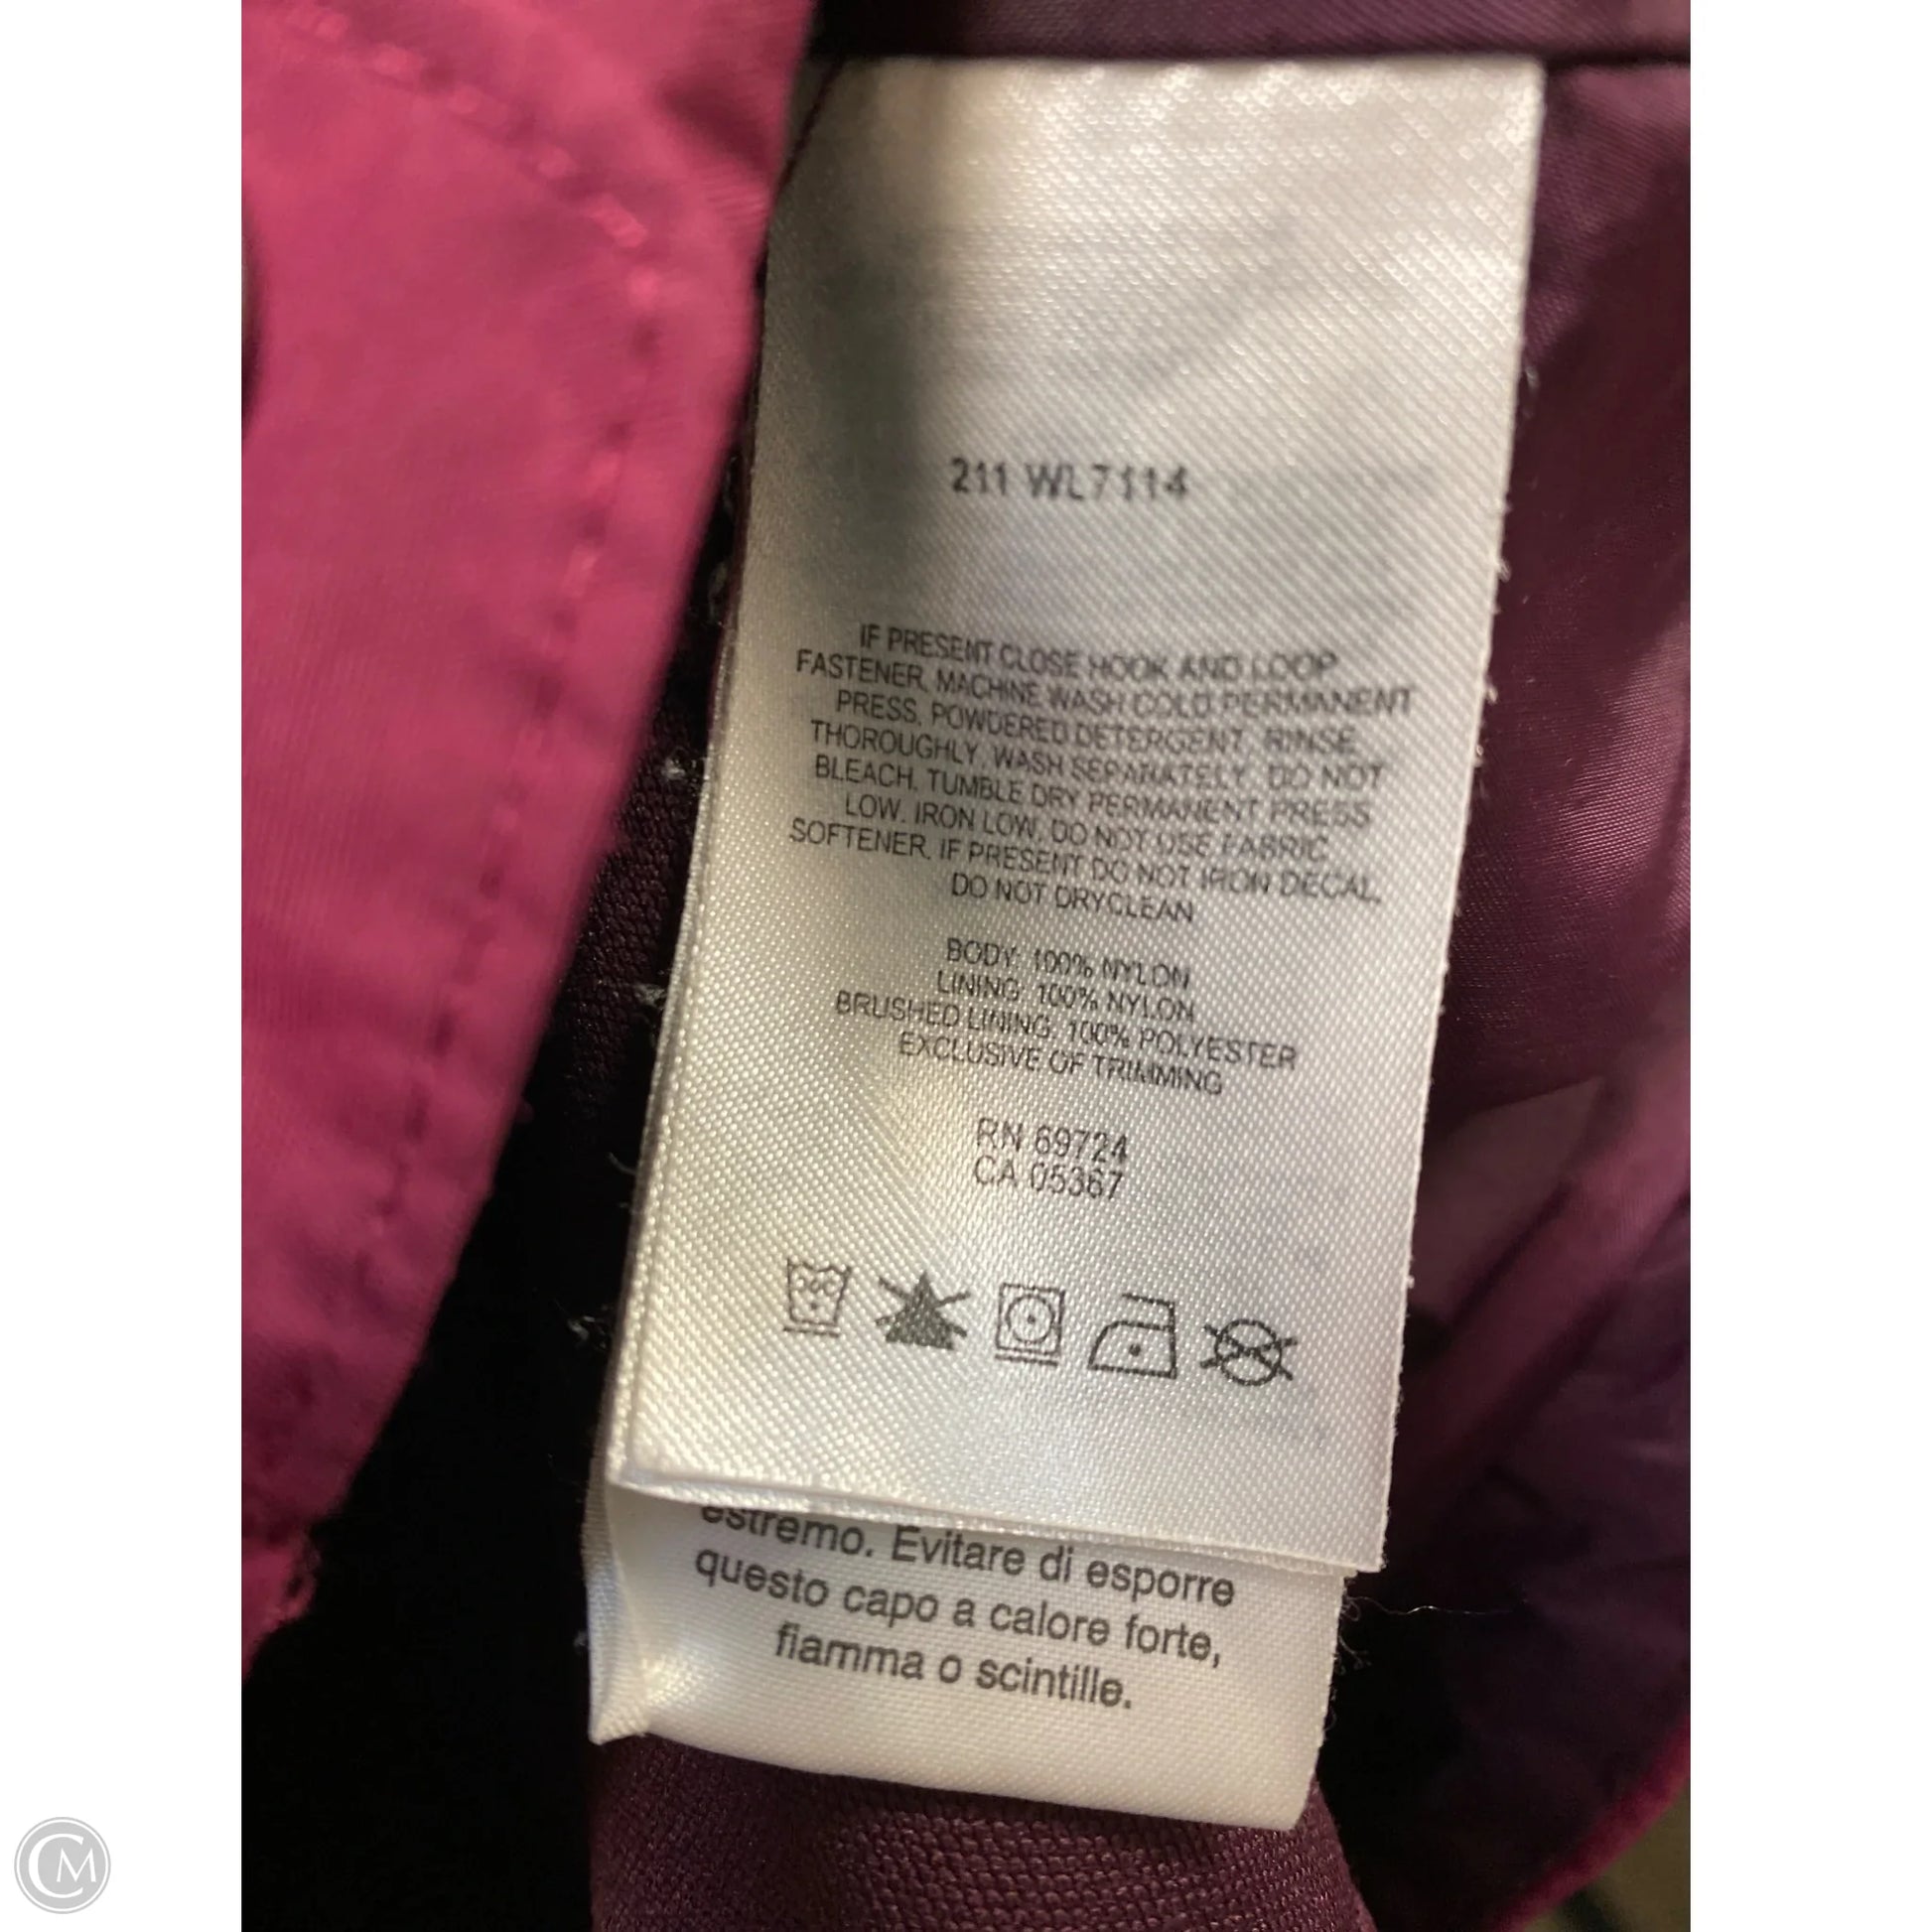 211 WL7114
IF PRESENT CLOSE HOOK AND LOOP
FASTENER, MACHINE WASH COLD PERMANENT
PRESS, POWDERED DETERGENT, RINSE
THOROUGHLY, WASH SEPARATELY, DO NOT
BLEACH, TUMBLE DRY PERMANENT PRESS
LOW, IRON LOW, DO NOT USE FABRIC
SOFTENER, IF PRESENT DO NOT IRON DECAL,
DO NOT DRYCLEAN
BODY: 100% NYLON
LINING: 100% NYLON
BRUSHED LINING: 100% POLYESTER
EXCLUSIVE OF TRIMMING
RN 69724
CA 05367
estremo. Evitare di esporre
questo capo a calore forte,
fiamma o scintille.
CM